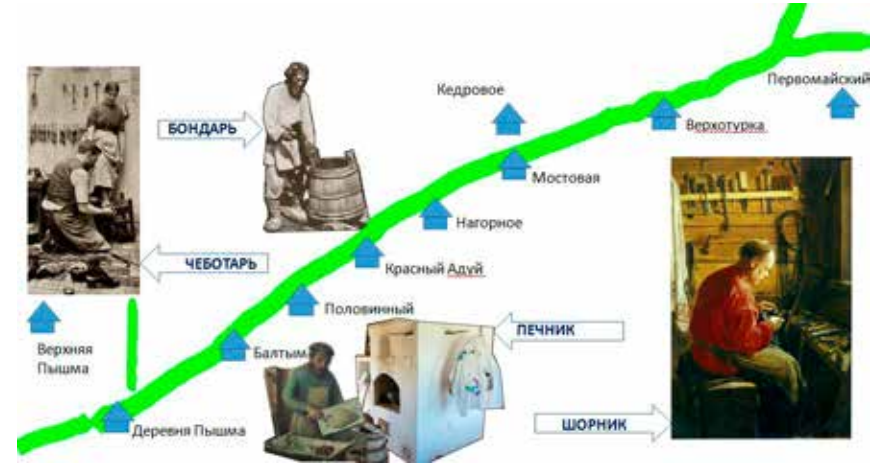 Первомайский
Кедровое
Верхотурка
БОНДАРЬ
Мостовая
Нагорное
ЧЕБОТАРЬ
Красный Адуй
Половинный
ПЕЧНИК
Верхняя
Пышма
Балтым
ШОРНИК
Деревня Пышма